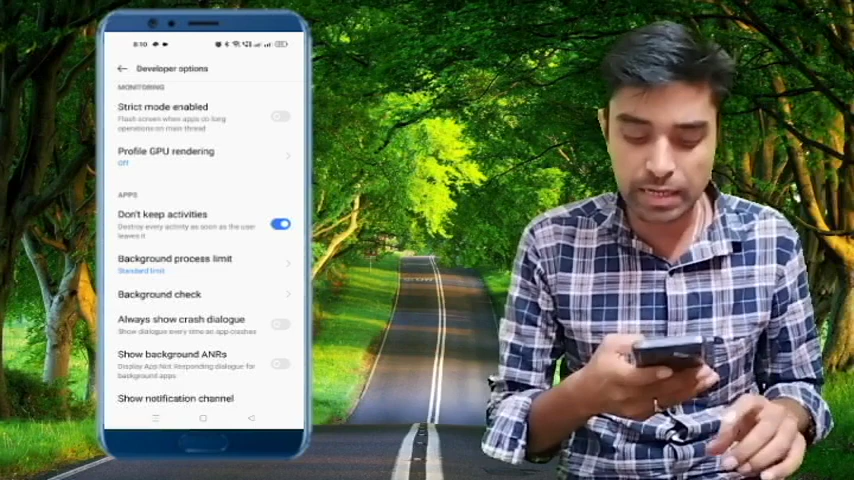 8:10
Developer options
MONITORING
Strict mode enabled
Flash screen when apps do long
operations on main thread
Profile GPU rendering
Off
APPS
Don't keep activities
Destroy every activity as soon as the user
leaves it
Background process limit
Standard limit
Background check
Always show crash dialogue
Show dialogue every time an app crashes
Show background ANRs
Display App Not Responding dialogue for
background apps
Show notification channel